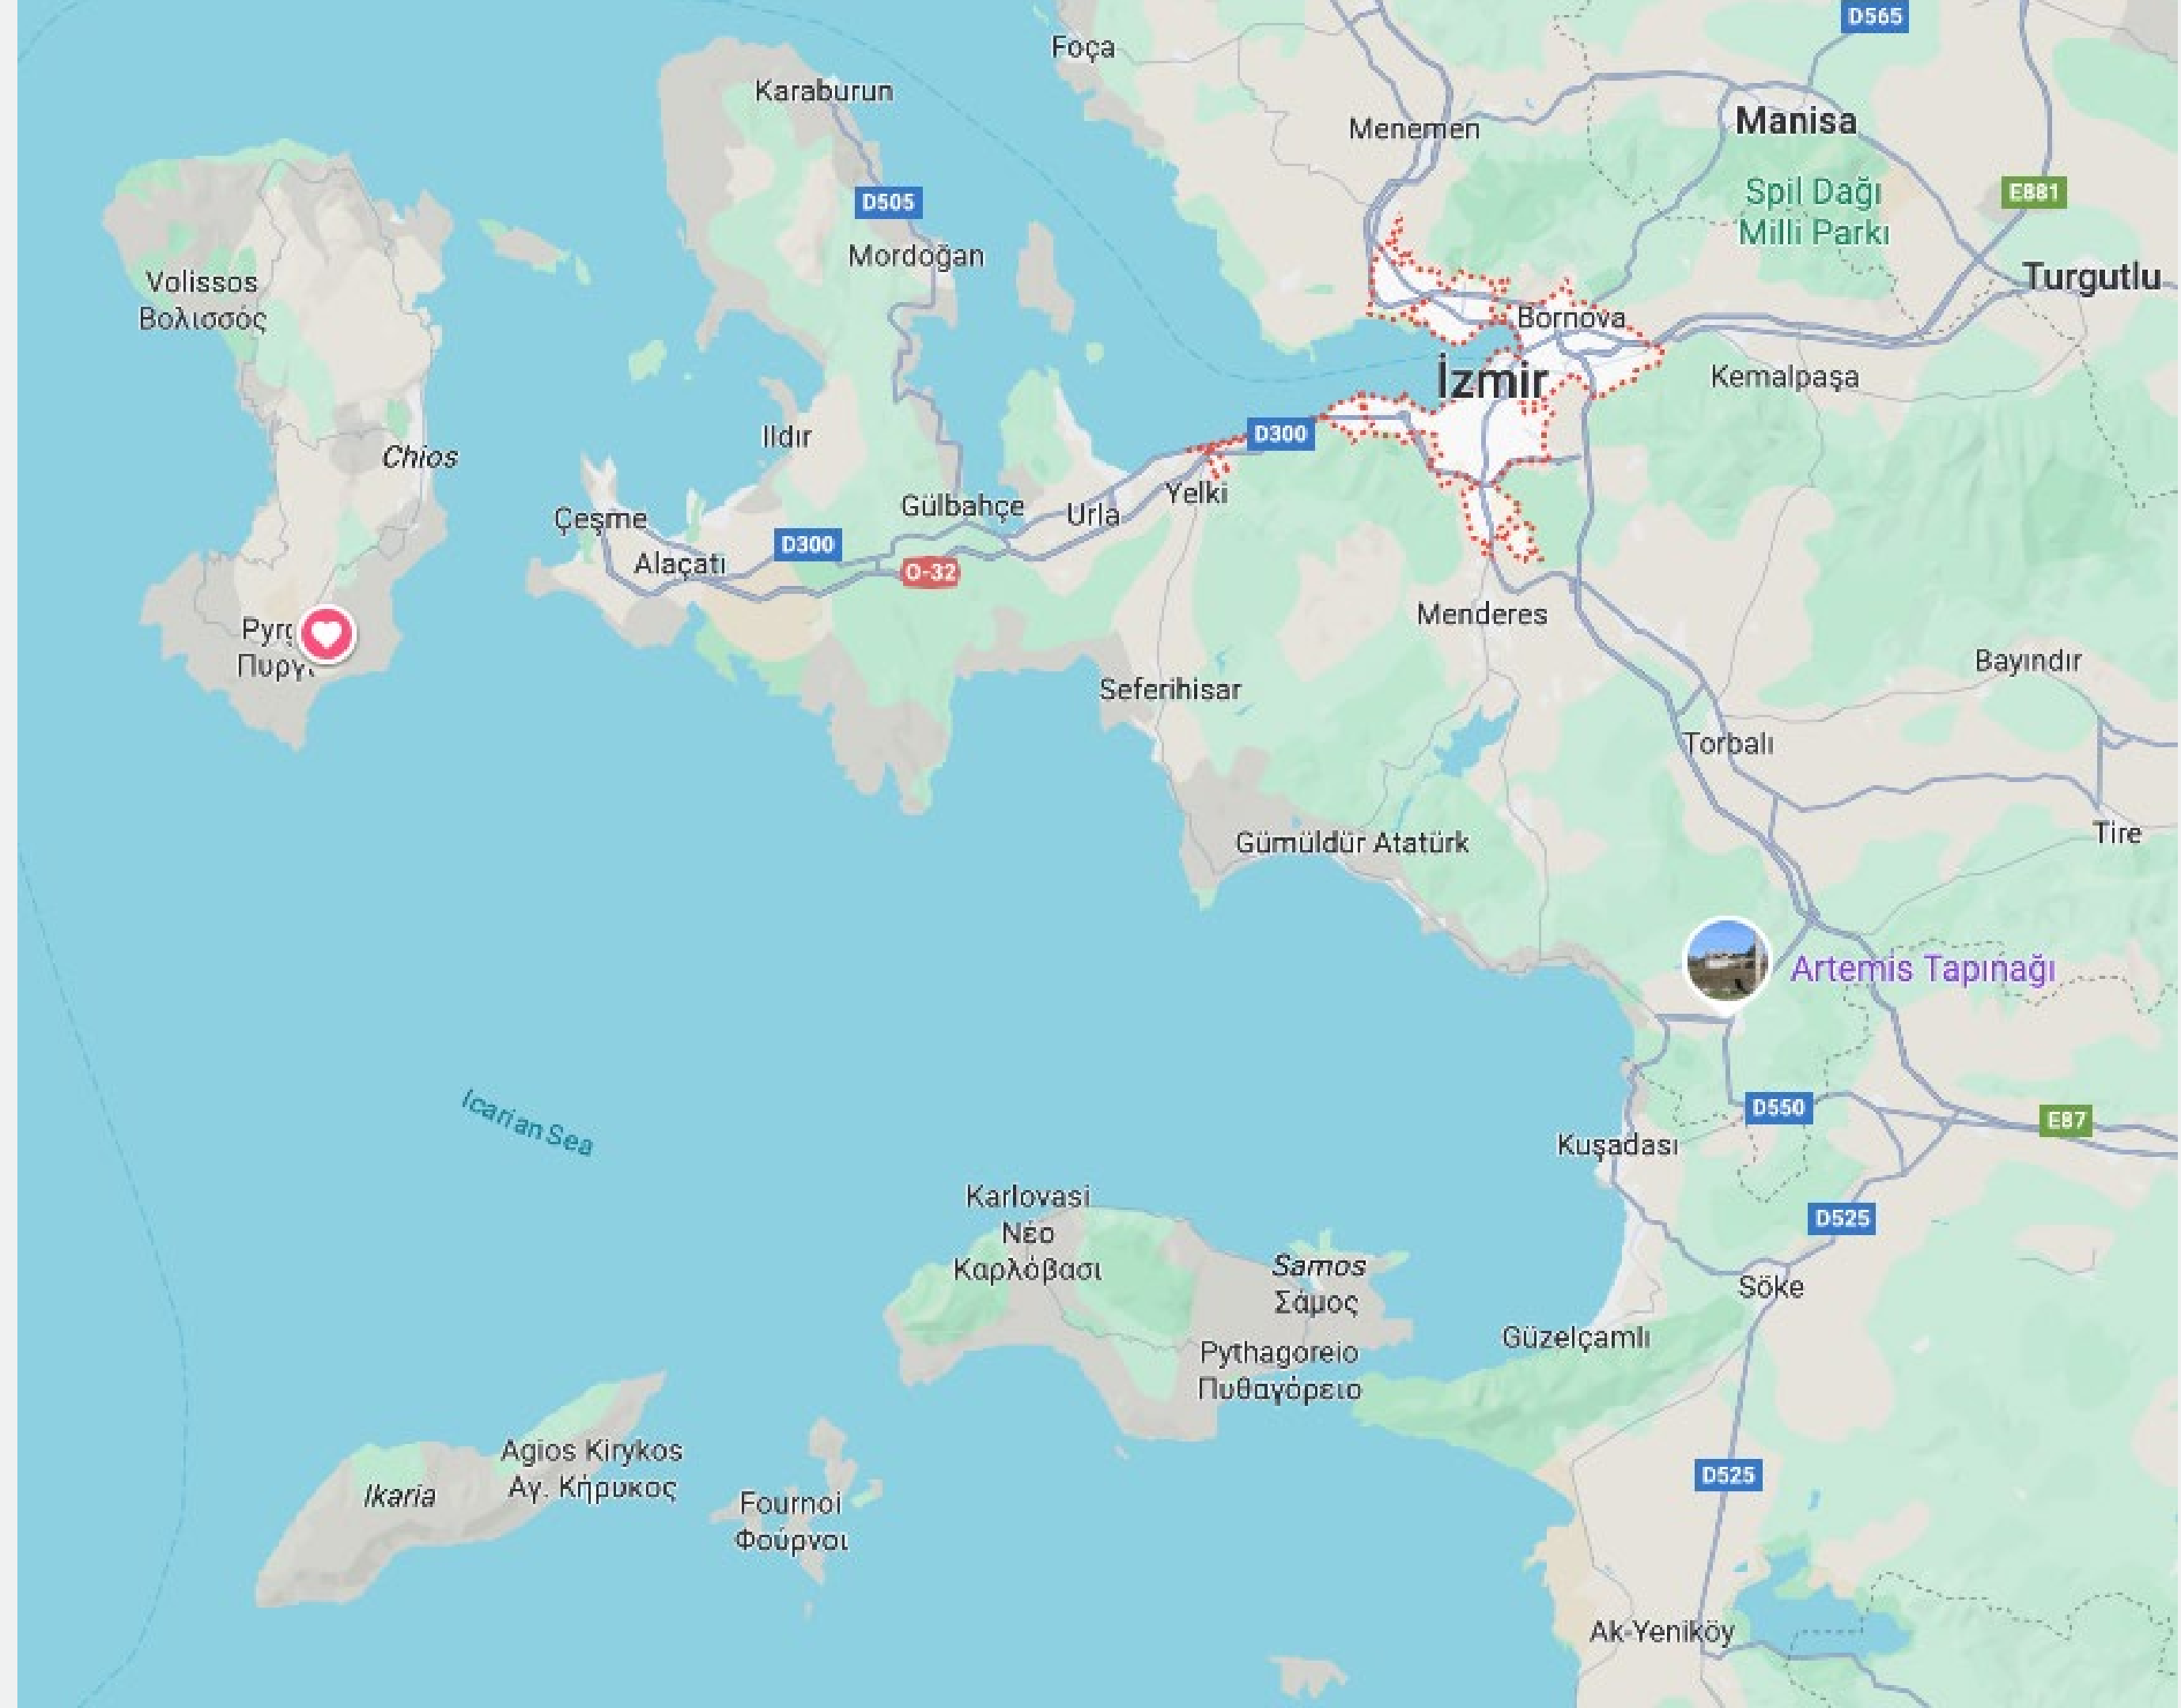 D565
Foça
Karaburun
Manisa
Menemen
Spil Dağı
Milli Parkı
E881
D505
Mordoğan
Turgutlu
Volissos
Βολισσός
Bornova
İzmir
Kemalpaşa
Ildır
D300
Chios
Yelki
Gülbahçe
Urla
Çeşme
D300
Alaçatı
O-32
Menderes
Pyrg
Πυργι
Bayındır
Seferihisar
Torbalı
Tire
Gümüldür Atatürk
Artemis Tapınağı
Icarian Sea
D550
E87
Kuşadası
Karlovasi
Νέο
Καρλόβασι
D525
Samos
Σάμος
Söke
Güzelçamlı
Pythagoreio
Πυθαγόρειο
Agios Kirykos
Αγ. Κήρυκος
D525
Ikaria
Fournoi
Φούρνοι
Ak-Yeniköy